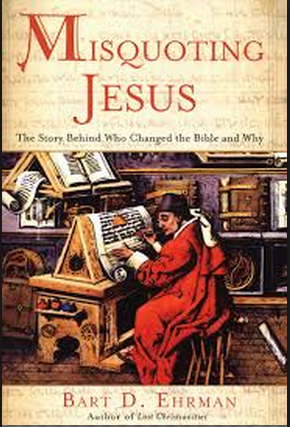 MISQUOTING
JESUS
The Story Behind Who Changed the Bible and Why
BART D. EHRMAN
Author of Lost Christianities